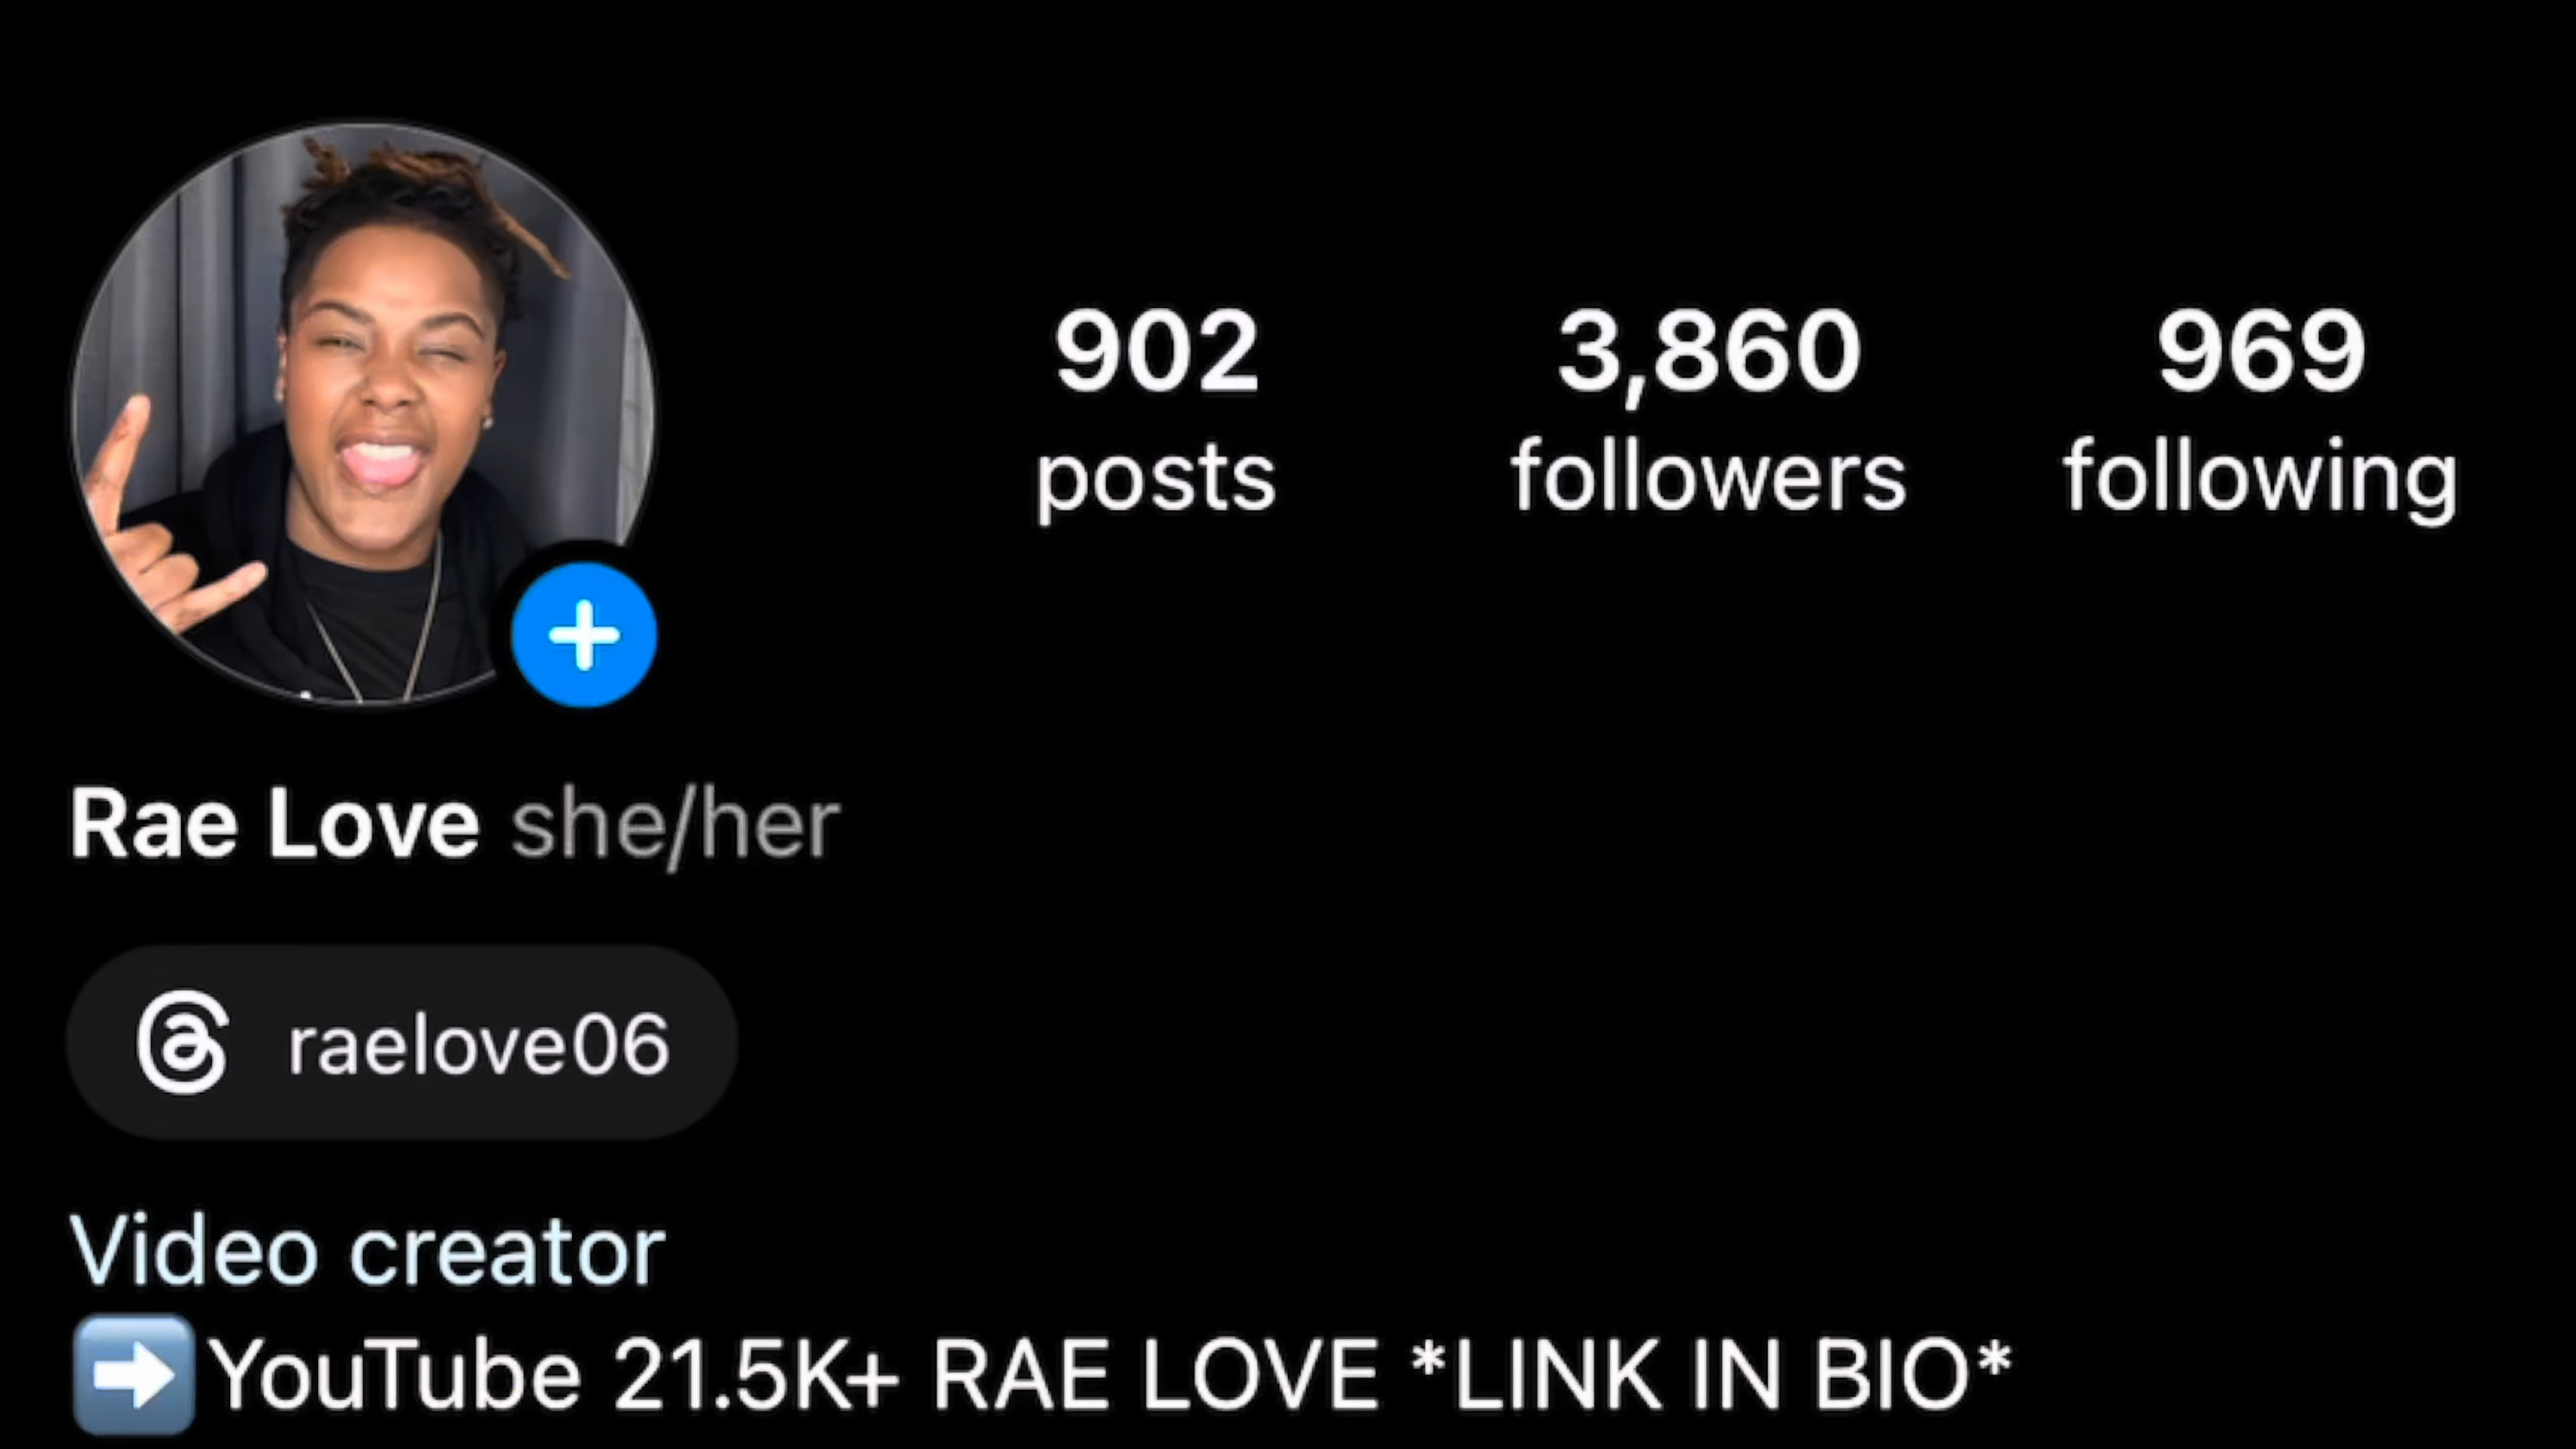 902 3,860 969
posts followers following
Rae Love she/her
raelove06
Video creator
➡️YouTube 21.5K+ RAE LOVE *LINK IN BIO*